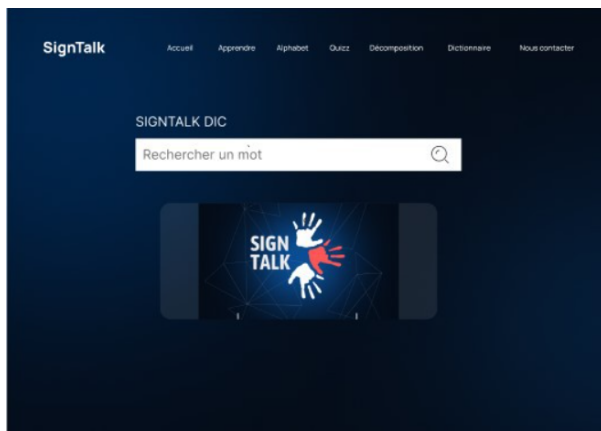 SignTalk Accueil Apprendre Alphabet Quizz Décomposition Dictionnaire Nous contacter
SIGNTALK DIC
Rechercher un mot
SIGN
TALK